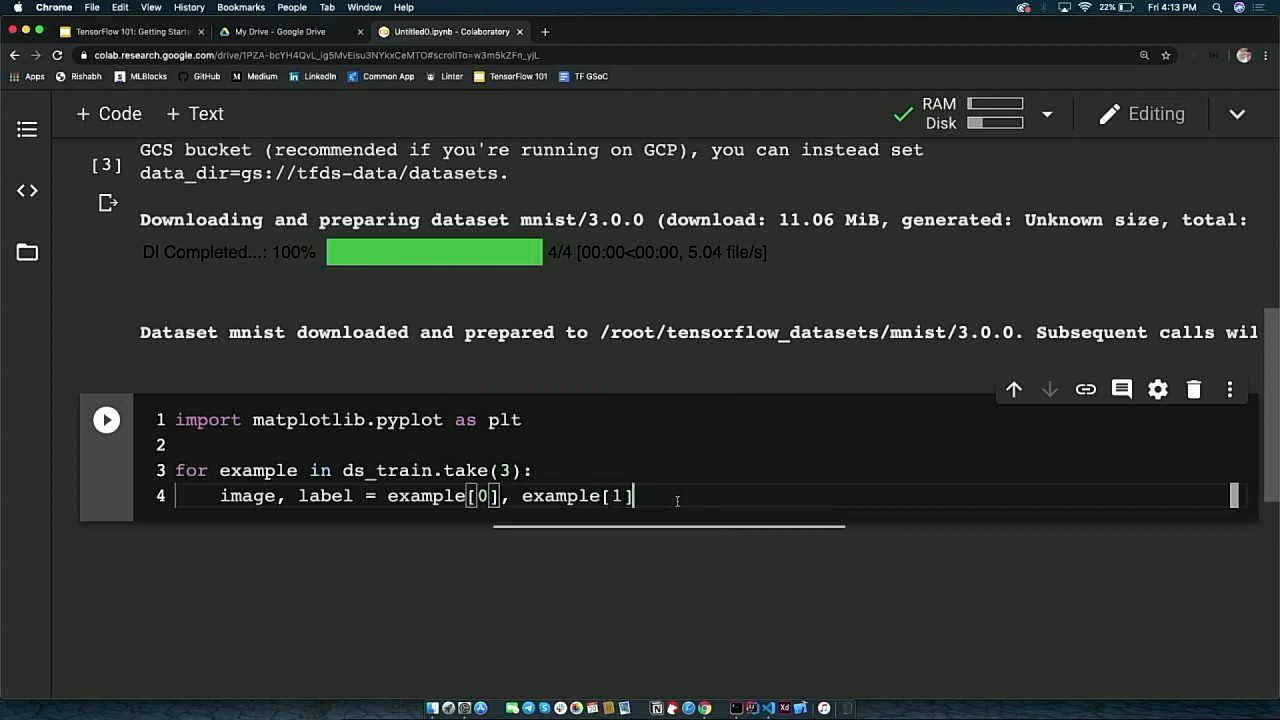 Chrome File Edit View History Bookmarks People Tab Window Help 22% Fri 4:13 PM
TensorFlow 101: Getting Starte × My Drive - Google Drive × Untitled0.ipynb - Colaboratory × +
colab.research.google.com/drive/1PZA-bcYH4QvL_ig5MvEisu3NYkxCeMTO#scrollTo=w3m5kZFn_yjL
Apps Rishabh MLBlocks GitHub Medium LinkedIn Common App Linter TensorFlow 101 TF GSoC
+ Code + Text RAM Disk Editing
GCS bucket (recommended if you're running on GCP), you can instead set
[3] data_dir=gs://tfds-data/datasets.
Downloading and preparing dataset mnist/3.0.0 (download: 11.06 MiB, generated: Unknown size, total:
Dl Completed...: 100% 4/4 [00:00<00:00, 5.04 file/s]
Dataset mnist downloaded and prepared to /root/tensorflow_datasets/mnist/3.0.0. Subsequent calls wil
1 import matplotlib.pyplot as plt
2
3 for example in ds_train.take(3):
4 image, label = example[0], example[1]